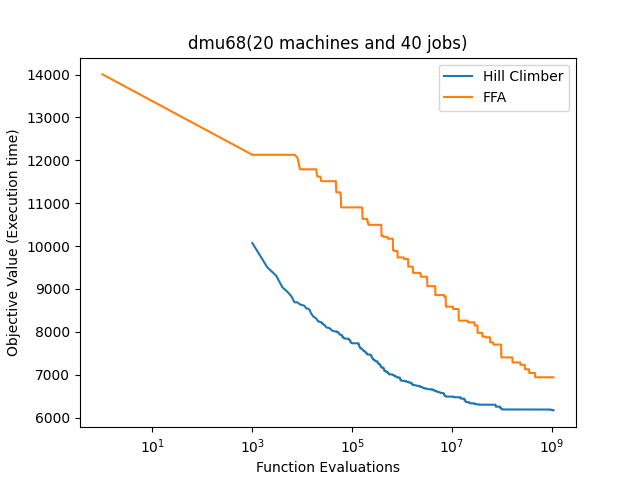 dmu68(20 machines and 40 jobs)
Hill Climber
FFA
Objective Value (Execution time)
14000
13000
12000
11000
10000
9000
8000
7000
6000
10¹ 10³ 10⁵ 10⁷ 10⁹
Function Evaluations